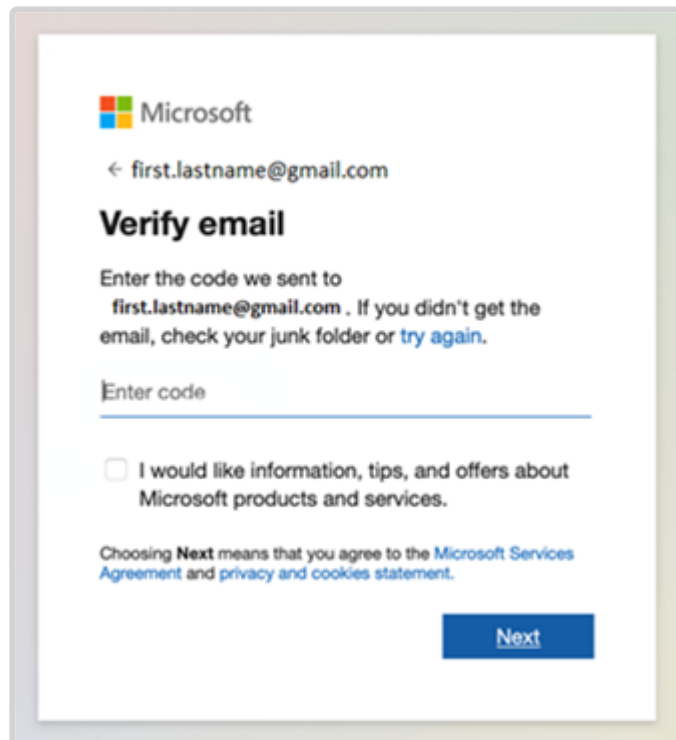 Microsoft
← first.lastname@gmail.com
Verify email
Enter the code we sent to
first.lastname@gmail.com . If you didn't get the
email, check your junk folder or try again.
Enter code
I would like information, tips, and offers about
Microsoft products and services.
Choosing Next means that you agree to the Microsoft Services
Agreement and privacy and cookies statement.
Next